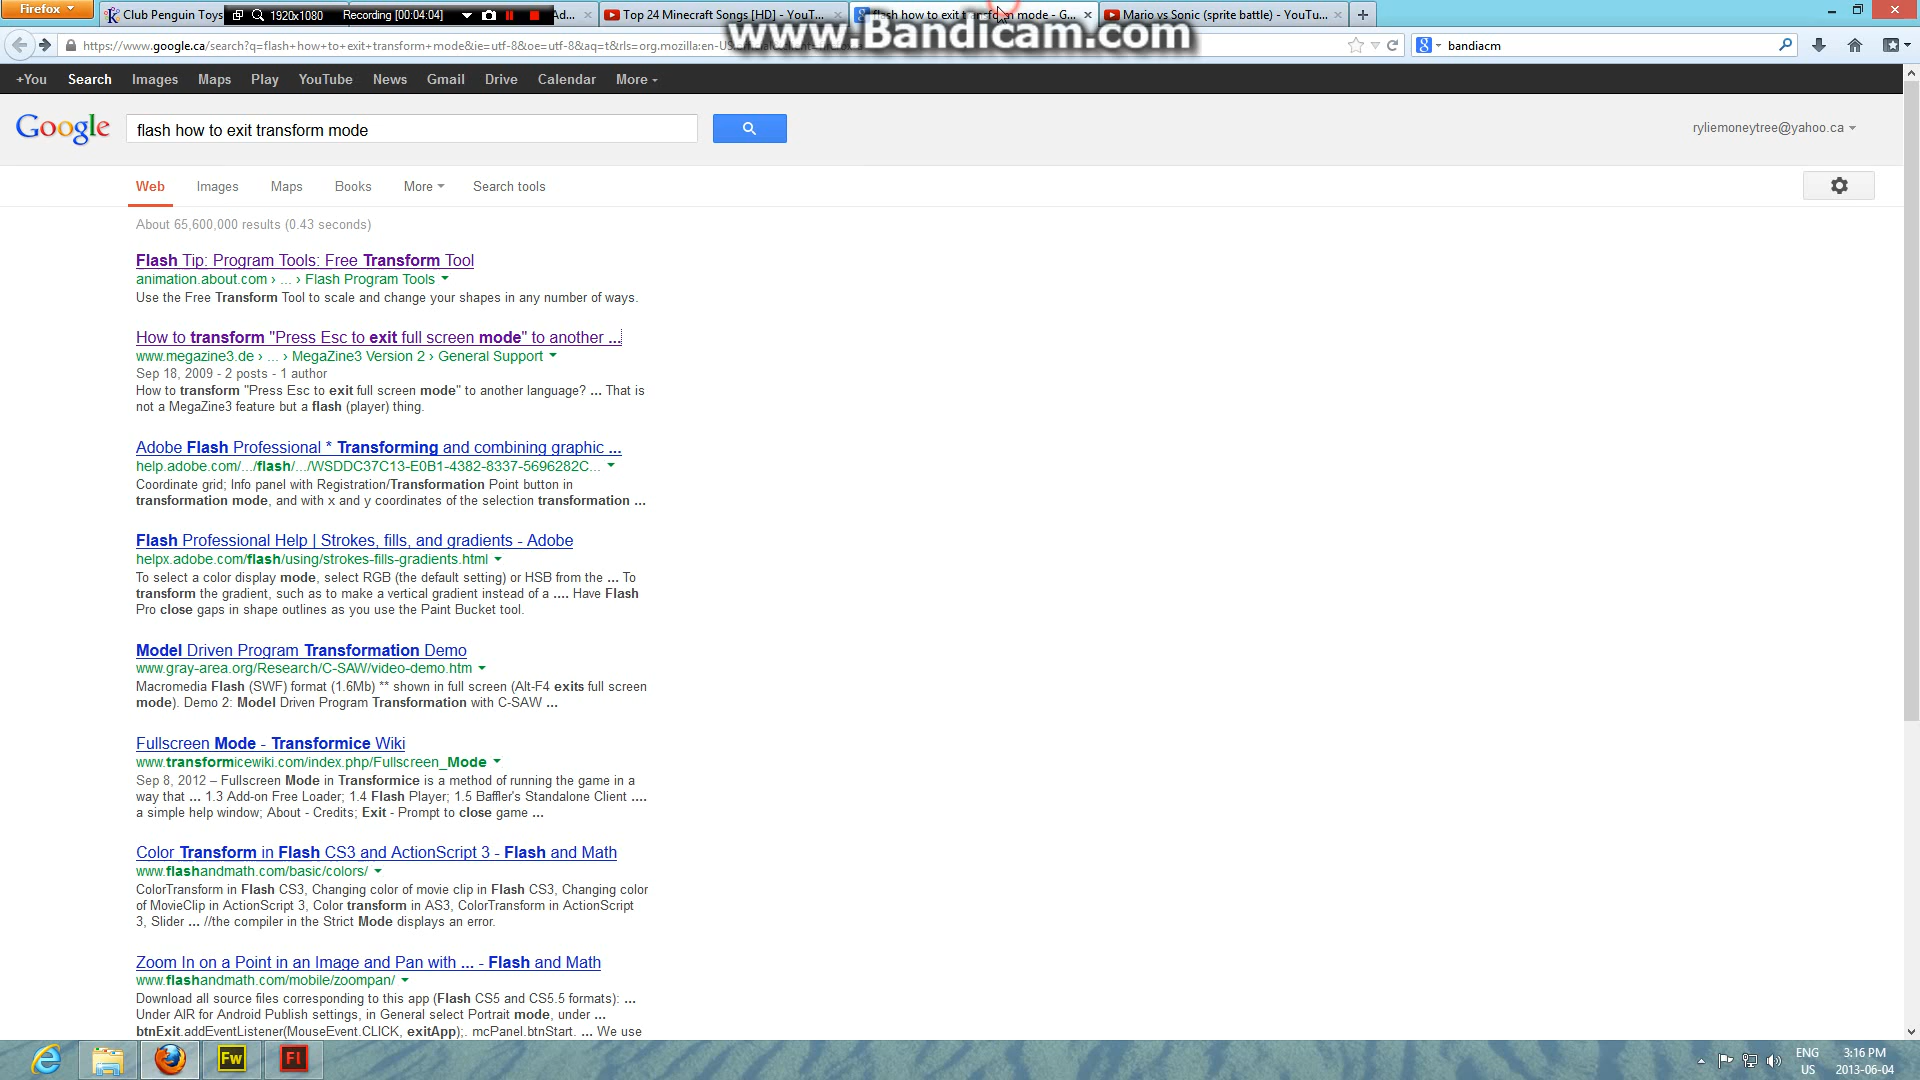 Firefox
Club Penguin Toys
1920x1080
Recording [00:04:04]
Ad...
Top 24 Minecraft Songs [HD] - YouT...
flash how to exit transform mode - G...
Mario vs Sonic (sprite battle) - YouTu...
www.Bandicam.com
https://www.google.ca/search?q=flash+how+to+exit+transform+mode&ie=utf-8&oe=utf-8&aq=t&rls=org.mozilla:en-US
bandiacm
+You Search Images Maps Play YouTube News Gmail Drive Calendar More
Google
flash how to exit transform mode
ryliemoneytree@yahoo.ca
Web Images Maps Books More Search tools
About 65,600,000 results (0.43 seconds)
Flash Tip: Program Tools: Free Transform Tool
animation.about.com › ... › Flash Program Tools
Use the Free Transform Tool to scale and change your shapes in any number of ways.
How to transform "Press Esc to exit full screen mode" to another ...
www.megazine3.de › ... › MegaZine3 Version 2 › General Support
Sep 18, 2009 - 2 posts - 1 author
How to transform "Press Esc to exit full screen mode" to another language? ... That is
not a MegaZine3 feature but a flash (player) thing.
Adobe Flash Professional * Transforming and combining graphic ...
help.adobe.com/.../flash/.../WSDDC37C13-E0B1-4382-8337-5696282C...
Coordinate grid; Info panel with Registration/Transformation Point button in
transformation mode, and with x and y coordinates of the selection transformation ...
Flash Professional Help | Strokes, fills, and gradients - Adobe
helpx.adobe.com/flash/using/strokes-fills-gradients.html
To select a color display mode, select RGB (the default setting) or HSB from the ... To
transform the gradient, such as to make a vertical gradient instead of a .... Have Flash
Pro close gaps in shape outlines as you use the Paint Bucket tool.
Model Driven Program Transformation Demo
www.gray-area.org/Research/C-SAW/video-demo.htm
Macromedia Flash (SWF) format (1.6Mb) ** shown in full screen (Alt-F4 exits full screen
mode). Demo 2: Model Driven Program Transformation with C-SAW ...
Fullscreen Mode - Transformice Wiki
www.transformicewiki.com/index.php/Fullscreen_Mode
Sep 8, 2012 – Fullscreen Mode in Transformice is a method of running the game in a
way that ... 1.3 Add-on Free Loader; 1.4 Flash Player; 1.5 Baffler's Standalone Client ....
a simple help window; About - Credits; Exit - Prompt to close game ...
Color Transform in Flash CS3 and ActionScript 3 - Flash and Math
www.flashandmath.com/basic/colors/
ColorTransform in Flash CS3, Changing color of movie clip in Flash CS3, Changing color
of MovieClip in ActionScript 3, Color transform in AS3, ColorTransform in ActionScript
3, Slider ... //the compiler in the Strict Mode displays an error.
Zoom In on a Point in an Image and Pan with ... - Flash and Math
www.flashandmath.com/mobile/zoompan/
Download all source files corresponding to this app (Flash CS5 and CS5.5 formats): ...
Under AIR for Android Publish settings, in General select Portrait mode, under ...
btnExit.addEventListener(MouseEvent.CLICK, exitApp);. mcPanel.btnStart. ... We use
Fw
Fl
ENG
US
3:16 PM
2013-06-04